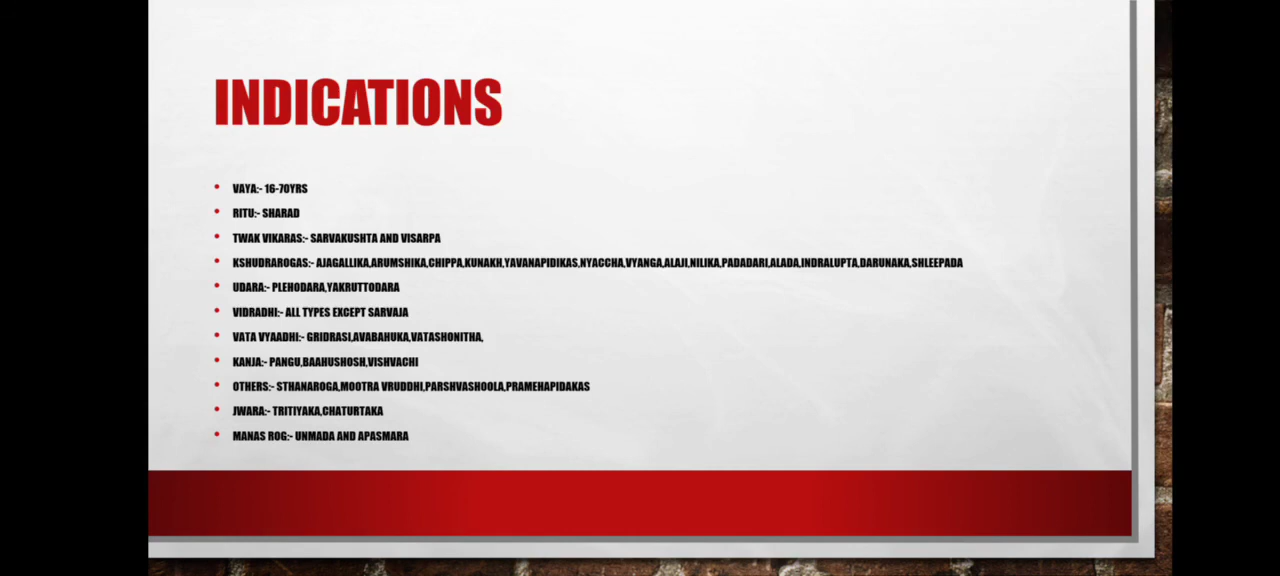 INDICATIONS
• VAYA:- 16-70YRS
• RITU:- SHARAD
• TWAK VIKARAS:- SARVAKUSHTA AND VISARPA
• KSHUDRAROGAS:- AJAGALLIKA,ARUMSHIKA,CHIPPA,KUNAKH,YAVANAPIDIKAS,NYACCHA,VYANGA,ALAJI,NILIKA,PADADARI,ALADA,INDRALUPTA,DARUNAKA,SHLEEPADA
• UDARA:- PLEHODARA,YAKRUTTODARA
• VIDRADHI:- ALL TYPES EXCEPT SARVAJA
• VATA VYAADHI:- GRIDRASI,AVABAHUKA,VATASHONITHA,
• KANJA:- PANGU,BAAHUSHOSH,VISHVACHI
• OTHERS:- STHANAROGA,MOOTRA VRUDDHI,PARSHVASHOOLA,PRAMEHAPIDAKAS
• JWARA:- TRITIYAKA,CHATURTAKA
• MANAS ROG:- UNMADA AND APASMARA